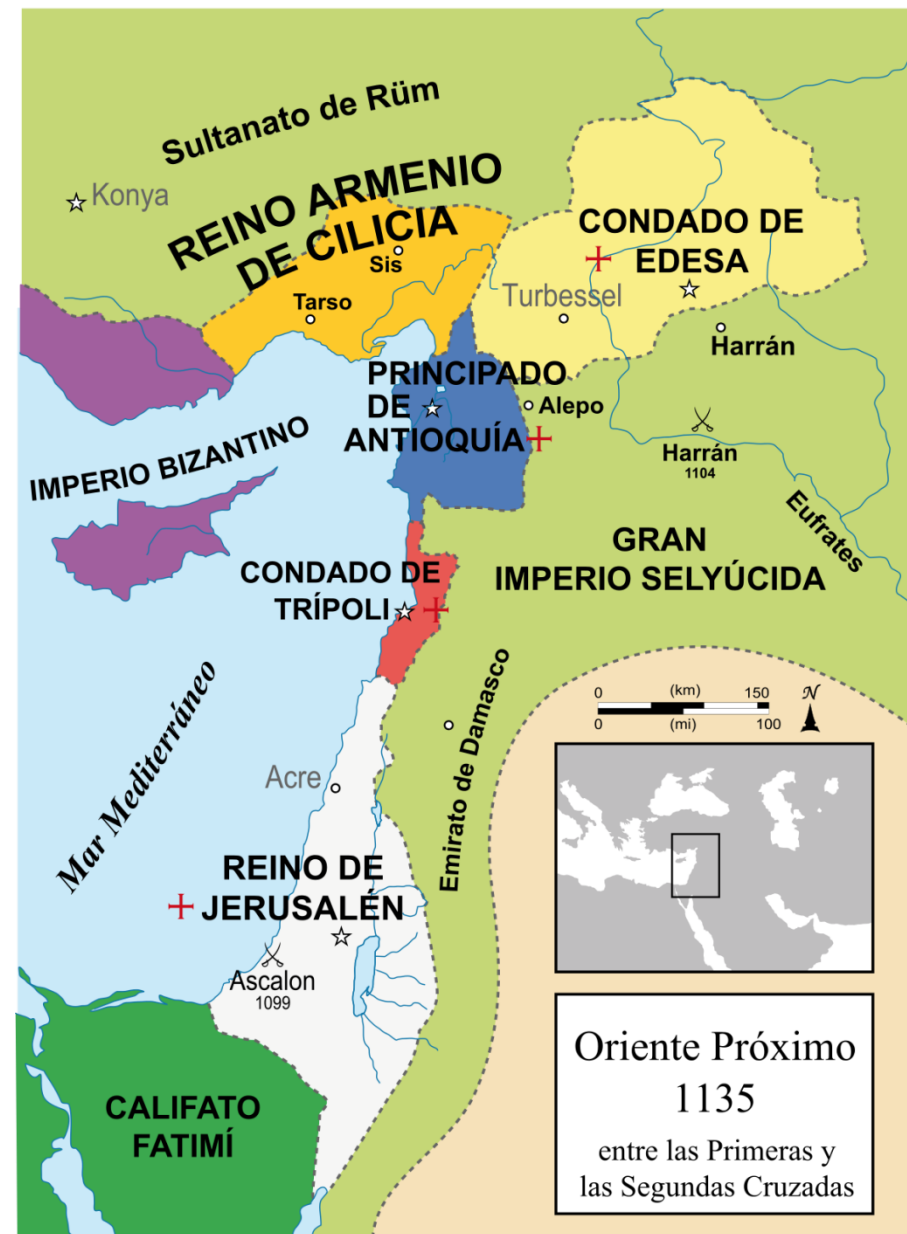 Sultanato de Rüm
Konya
REINO ARMENIO
DE CILICIA
Sis
Tarso
CONDADO DE
EDESA
Turbessel
Harrán
PRINCIPADO
DE
ANTIOQUÍA
Alepo
Harrán
1104
IMPERIO BIZANTINO
Eufrates
GRAN
IMPERIO SELYÚCIDA
CONDADO DE
TRÍPOLI
Mar Mediterráneo
Emirato de Damasco
0 (km) 150
0 (mi) 100
N
Acre
REINO DE
JERUSALÉN
Ascalon
1099
CALIFATO
FATIMÍ
Oriente Próximo
1135
entre las Primeras y
las Segundas Cruzadas